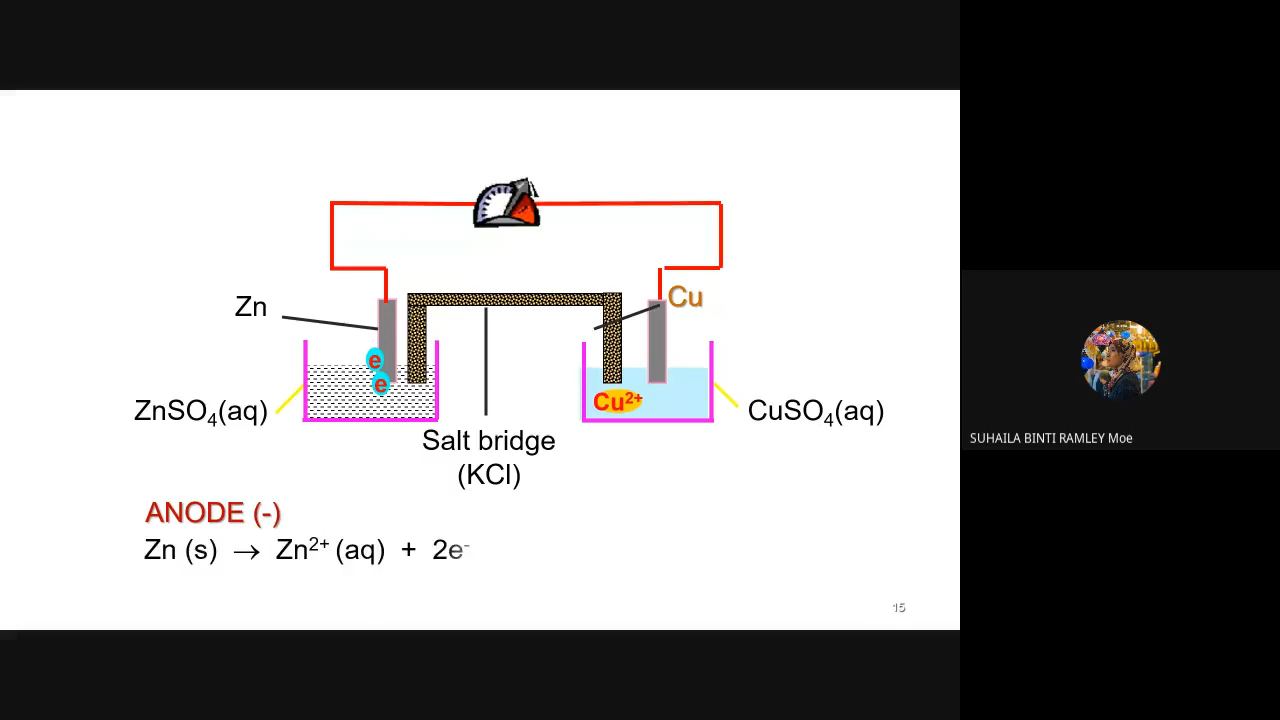 Zn
Cu
e
e
Cu²⁺
ZnSO₄(aq)
CuSO₄(aq)
Salt bridge
(KCl)
ANODE (-)
Zn (s) → Zn²⁺ (aq) + 2e⁻
15
SUHAILA BINTI RAMLEY Moe